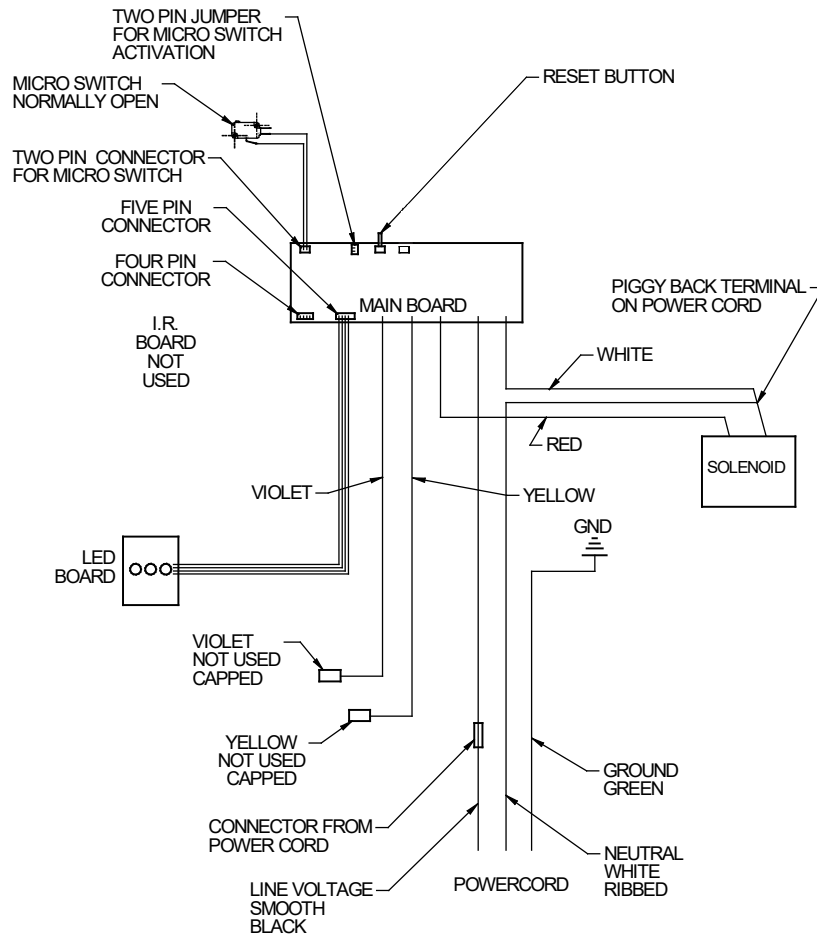 TWO PIN JUMPER
FOR MICRO SWITCH
ACTIVATION
MICRO SWITCH
NORMALLY OPEN
RESET BUTTON
TWO PIN CONNECTOR
FOR MICRO SWITCH
FIVE PIN
CONNECTOR
FOUR PIN
CONNECTOR
MAIN BOARD
PIGGY BACK TERMINAL
ON POWER CORD
I.R.
BOARD
NOT
USED
WHITE
RED
SOLENOID
VIOLET
YELLOW
GND
LED
BOARD
VIOLET
NOT USED
CAPPED
YELLOW
NOT USED
CAPPED
GROUND
GREEN
CONNECTOR FROM
POWER CORD
NEUTRAL
WHITE
RIBBED
LINE VOLTAGE
SMOOTH
BLACK
POWERCORD